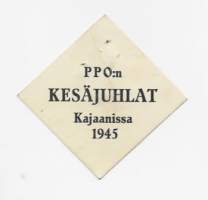 PPO:n
KESÄJUHLAT
Kajaanissa
1945